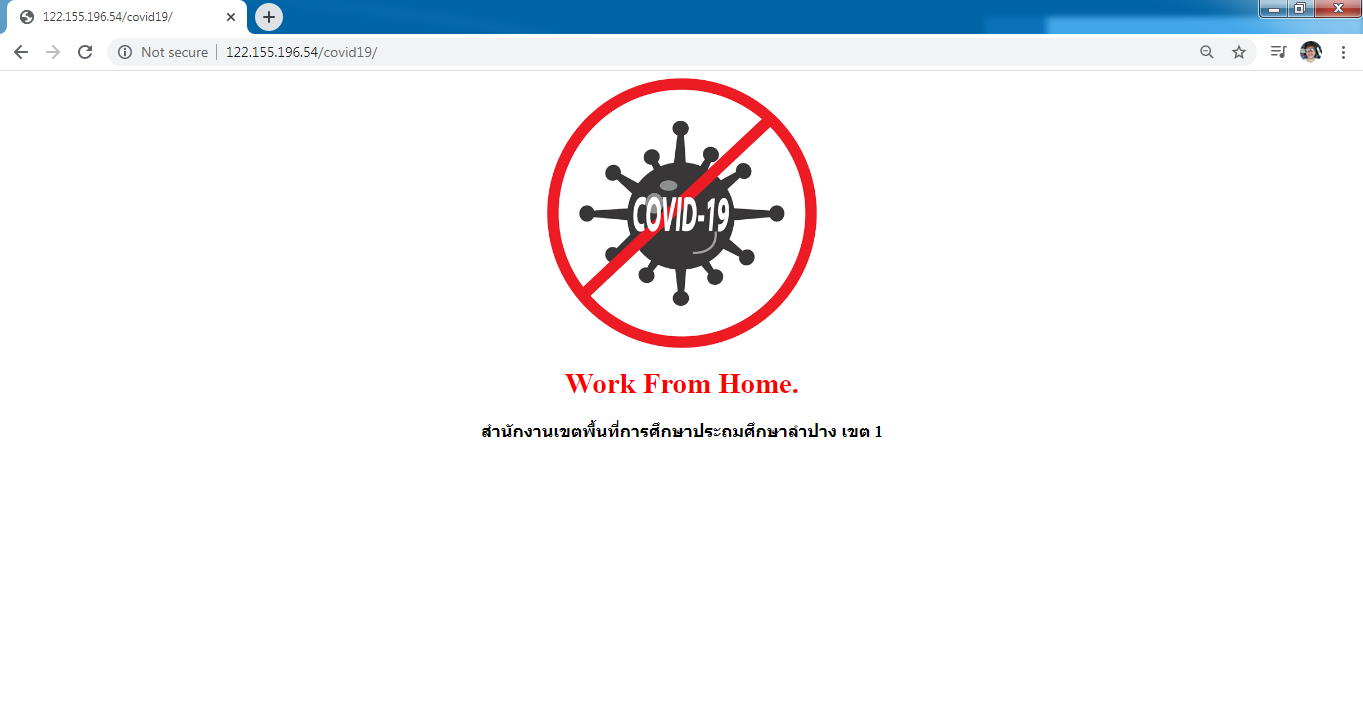 122.155.196.54/covid19/
Not secure 122.155.196.54/covid19/
COVID-19
Work From Home.
สำนักงานเขตพื้นที่การศึกษาประถมศึกษาลำปาง เขต 1